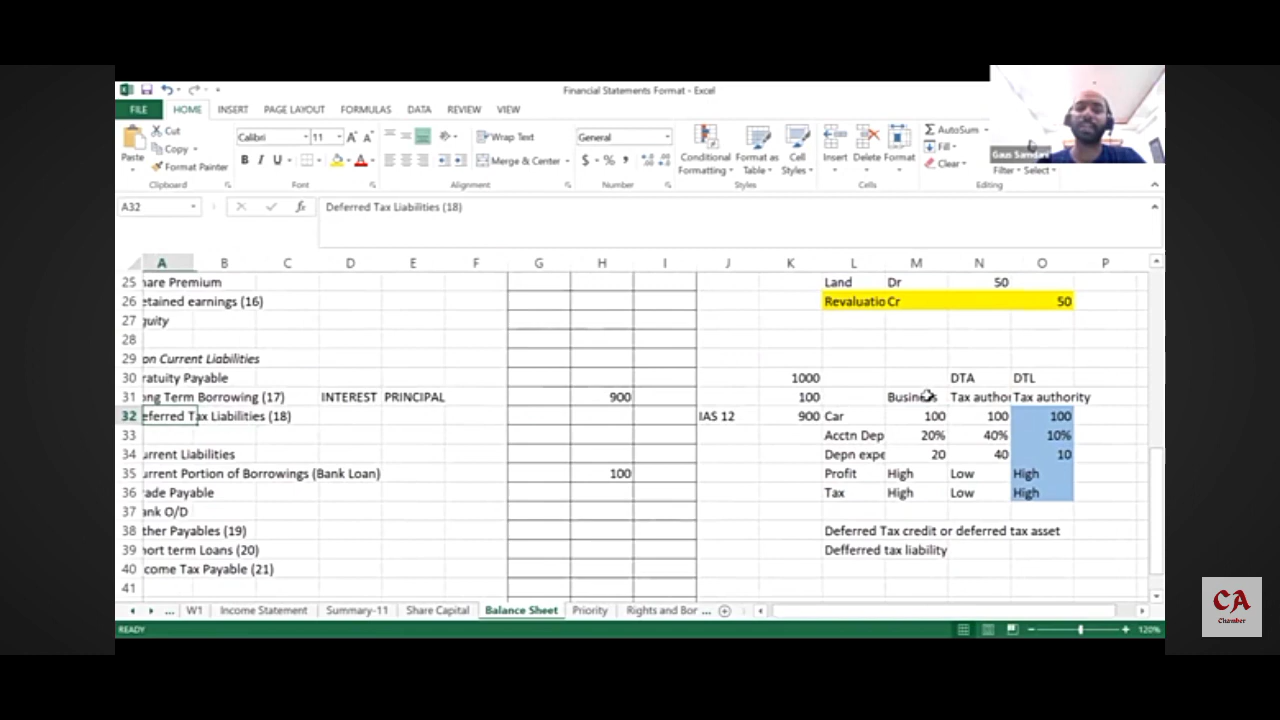 Financial Statements Format - Excel
FILE HOME INSERT PAGE LAYOUT FORMULAS DATA REVIEW VIEW
Cut
Copy
Format Painter
Paste
Clipboard
Calibri 11
B I U
Font
Wrap Text
Merge & Center
Alignment
General
$ % ,
Number
Conditional Formatting
Format as Table
Cell Styles
Styles
Insert Delete Format
Cells
AutoSum
Fill
Clear
Filter Select
Editing
A32 fx Deferred Tax Liabilities (18)
A B C D E F G H I J K L M N O P
25 hare Premium Land Dr 50
26 etained earnings (16) Revaluatio Cr 50
27 quity
28
29 on Current Liabilities
30 ratuity Payable 1000 DTA DTL
31 ong Term Borrowing (17) INTEREST PRINCIPAL 900 100 Tax author Tax authority
32 eferred Tax Liabilities (18) IAS 12 900 Car 100 100 100
33 Acctn Dep 20% 40% 10%
34 urrent Liabilities Depn expe 20 40 10
35 urrent Portion of Borrowings (Bank Loan) 100 Profit High Low High
36 ade Payable Tax High Low High
37 ank O/D
38 ther Payables (19) Deferred Tax credit or deferred tax asset
39 hort term Loans (20) Defferred tax liability
40 come Tax Payable (21)
41
... W1 Income Statement Summary-11 Share Capital Balance Sheet Priority Rights and Bor ...
READY 120%
CA
Chamber